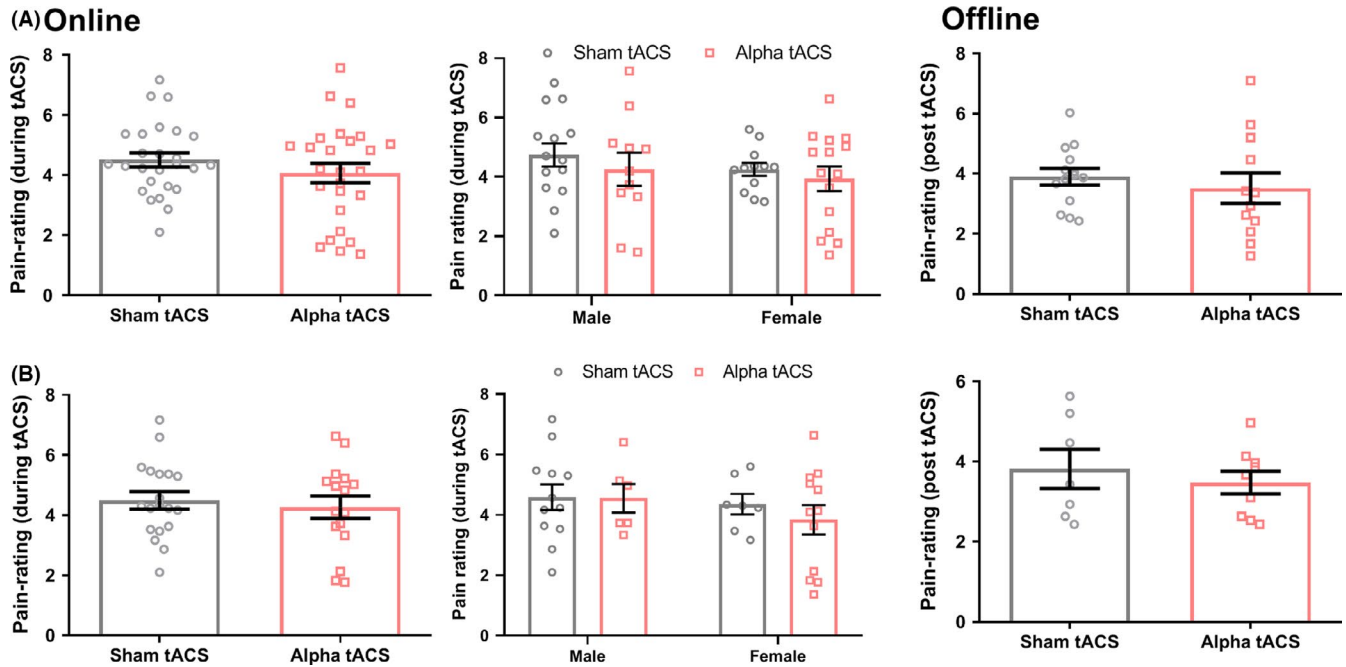 (A) Online
Offline
Pain-rating (during tACS)
8
6
4
2
0
Sham tACS
Alpha tACS
Pain rating (during tACS)
8
6
4
2
0
Sham tACS
Alpha tACS
Male
Female
Pain-rating (post tACS)
8
6
4
2
0
Sham tACS
Alpha tACS
(B)
Pain-rating (during tACS)
8
6
4
2
0
Sham tACS
Alpha tACS
Pain rating (during tACS)
8
6
4
2
0
Sham tACS
Alpha tACS
Male
Female
Pain-rating (post tACS)
6
4
2
0
Sham tACS
Alpha tACS